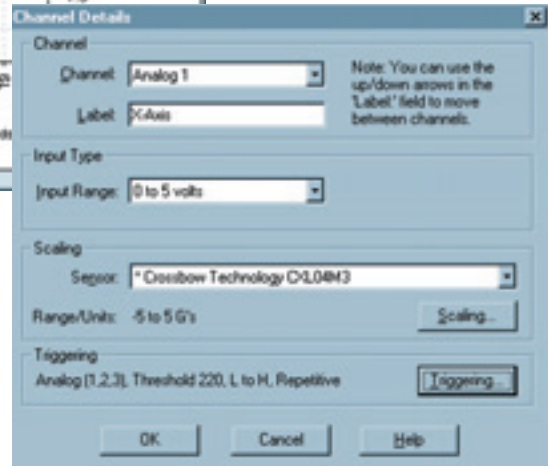 Channel Details
Channel
Channel: Analog 1
Label: X-Axis
Note: You can use the
up/down arrows in the
'Label:' field to move
between channels.
Input Type
Input Range: 0 to 5 volts
Scaling
Sensor: * Crossbow Technology CXL04M3
Range/Units: -5 to 5 G's
Scaling...
Triggering
Analog (1,2,3), Threshold 220, L to H, Repetitive
Triggering...
OK
Cancel
Help